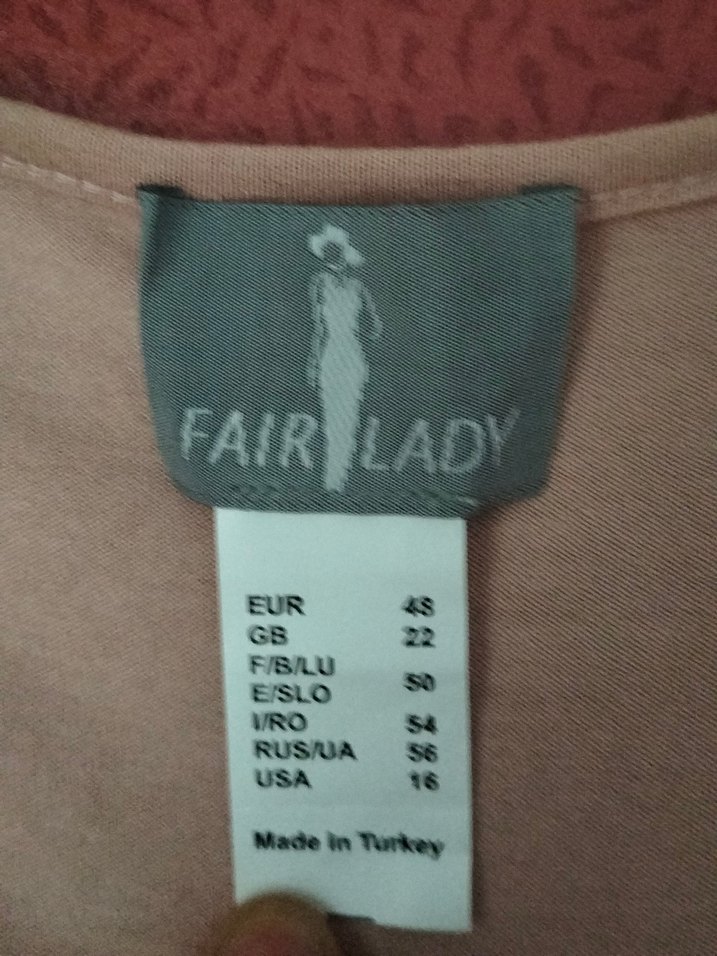 FAIR LADY
EUR 48
GB 22
F/B/LU
E/SLO 50
I/RO 54
RUS/UA 56
USA 16
Made in Turkey